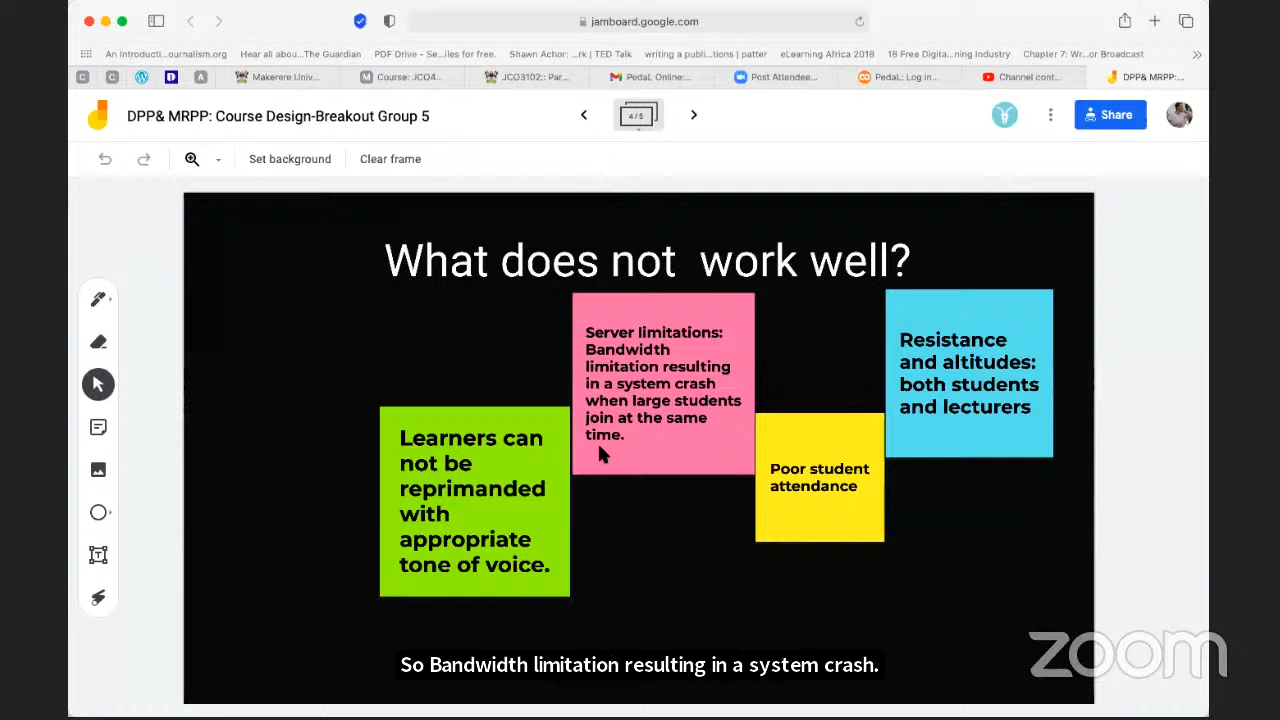 jamboard.google.com
An Introducti...ournalism.org Hear all abou...The Guardian PDF Drive - Se...iles for free. Shawn Achor:...rk | TED Talk writing a publi...tions | patter eLearning Africa 2018 16 Free Digita...ning Industry Chapter 7: Wr...or Broadcast
C C D A Makerere Univ... Course: JCO4... JCO3102:: Par... PedaL Online:... Post Attendee... PedaL: Log in... Channel cont... DPP& MRPP:...
DPP& MRPP: Course Design-Breakout Group 5
4 / 5
Share
Set background Clear frame
What does not  work well?
Learners can
not be
reprimanded
with
appropriate
tone of voice.
Server limitations:
Bandwidth
limitation resulting
in a system crash
when large students
join at the same
time.
Poor student
attendance
Resistance
and altitudes:
both students
and lecturers
So Bandwidth limitation resulting in a system crash.
zoom